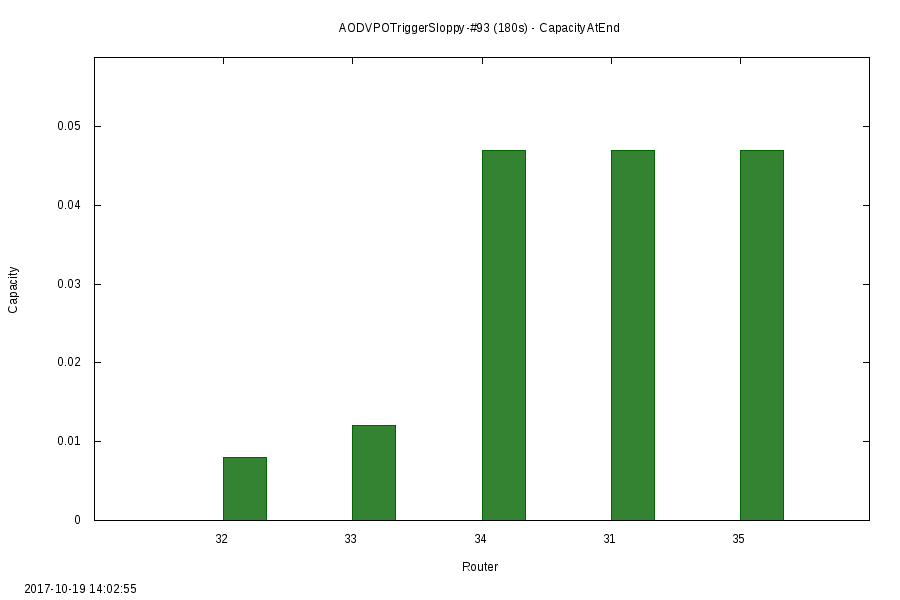 AODVPOTriggerSloppy-#93 (180s) - CapacityAtEnd
0.05
0.04
0.03
0.02
0.01
0
Capacity
32 33 34 31 35
Router
2017-10-19 14:02:55